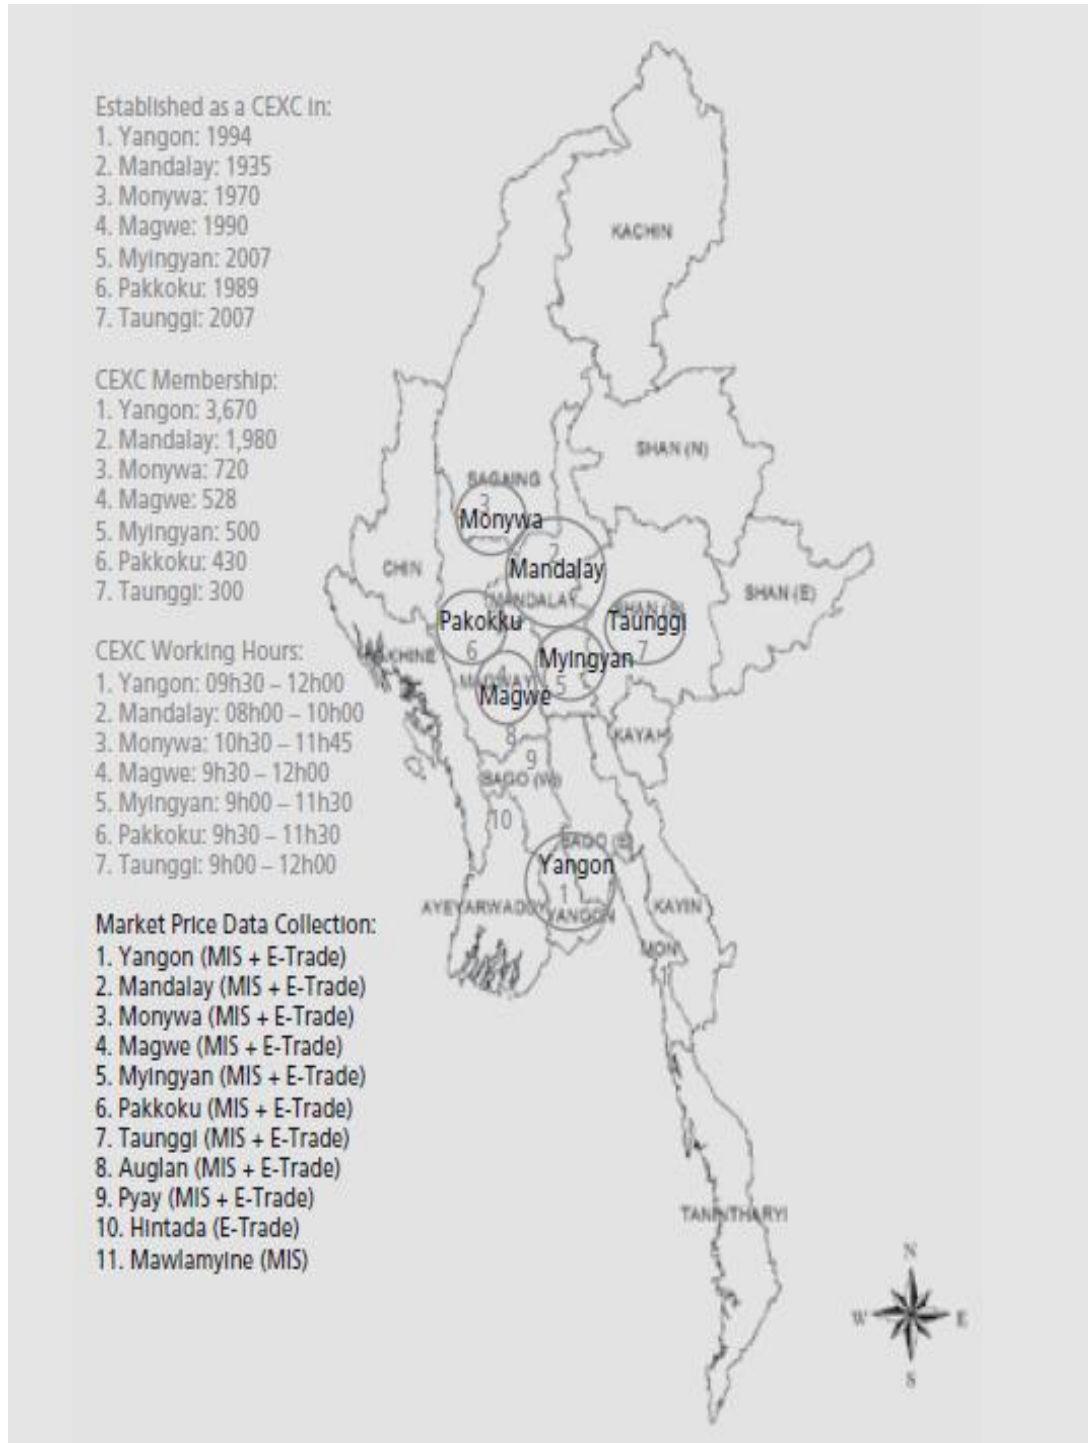 Established as a CEXC in:
1. Yangon: 1994
2. Mandalay: 1935
3. Monywa: 1970
4. Magwe: 1990
5. Myingyan: 2007
6. Pakkoku: 1989
7. Taunggi: 2007
CEXC Membership:
1. Yangon: 3,670
2. Mandalay: 1,980
3. Monywa: 720
4. Magwe: 528
5. Myingyan: 500
6. Pakkoku: 430
7. Taunggi: 300
CEXC Working Hours:
1. Yangon: 09h30 – 12h00
2. Mandalay: 08h00 – 10h00
3. Monywa: 10h30 – 11h45
4. Magwe: 9h30 – 12h00
5. Myingyan: 9h00 – 11h30
6. Pakkoku: 9h30 – 11h30
7. Taunggi: 9h00 – 12h00
Market Price Data Collection:
1. Yangon (MIS + E-Trade)
2. Mandalay (MIS + E-Trade)
3. Monywa (MIS + E-Trade)
4. Magwe (MIS + E-Trade)
5. Myingyan (MIS + E-Trade)
6. Pakkoku (MIS + E-Trade)
7. Taunggi (MIS + E-Trade)
8. Auglan (MIS + E-Trade)
9. Pyay (MIS + E-Trade)
10. Hintada (E-Trade)
11. Mawlamyine (MIS)
KACHIN
SHAN (N)
SAGAING
3
Monywa
2
Mandalay
MANDALAY
CHIN
SHAN (E)
SHAN (S)
Taunggi
7
Pakokku
6
Myingyan
5
4
MAGWAY
Magwe
8
KAYAH
9
BAGO (W)
10
BAGO (E)
Yangon
1
YANGON
AYEYARWADDY
KAYIN
MON
11
TANINTHARYI
N
W
E
S